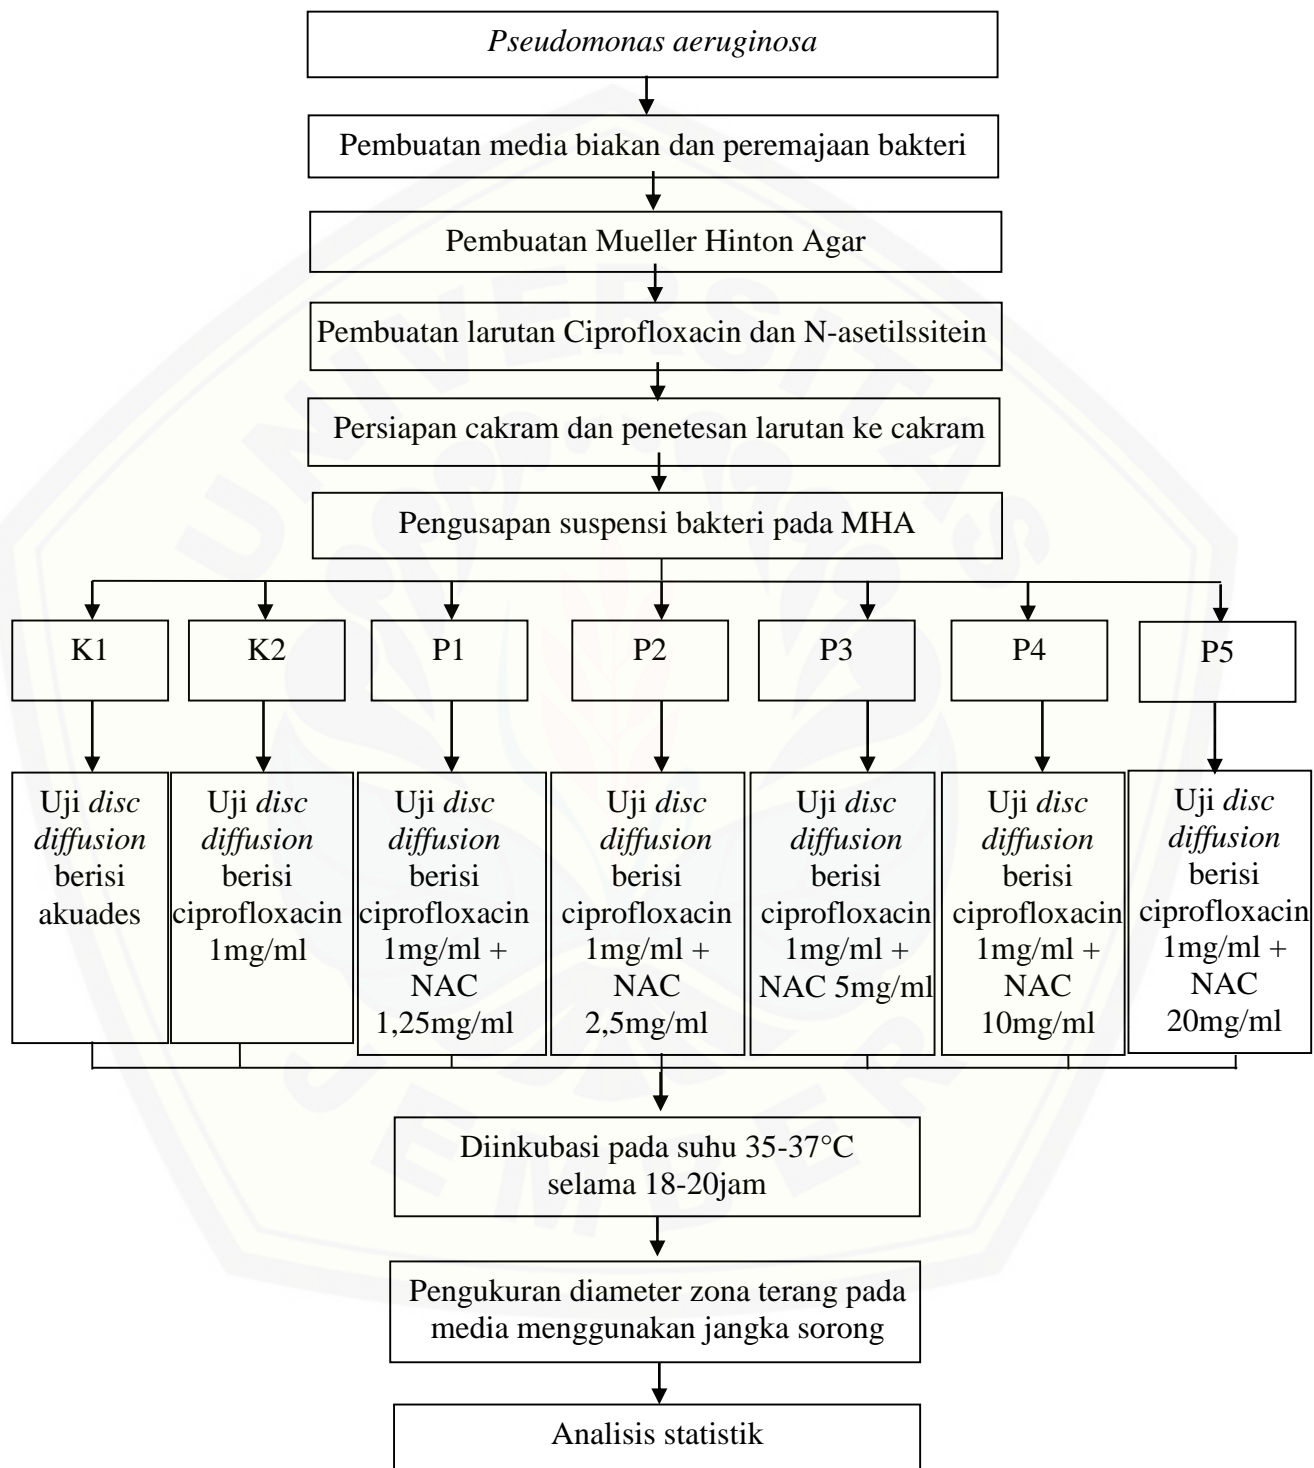 Pseudomonas aeruginosa
Pembuatan media biakan dan peremajaan bakteri
Pembuatan Mueller Hinton Agar
Pembuatan larutan Ciprofloxacin dan N-asetilssitein
Persiapan cakram dan penetesan larutan ke cakram
Pengusapan suspensi bakteri pada MHA
K1
K2
P1
P2
P3
P4
P5
Uji disc
diffusion
berisi
akuades
Uji disc
diffusion
berisi
ciprofloxacin
1mg/ml
Uji disc
diffusion
berisi
ciprofloxacin
1mg/ml +
NAC
1,25mg/ml
Uji disc
diffusion
berisi
ciprofloxacin
1mg/ml +
NAC
2,5mg/ml
Uji disc
diffusion
berisi
ciprofloxacin
1mg/ml +
NAC 5mg/ml
Uji disc
diffusion
berisi
ciprofloxacin
1mg/ml +
NAC
10mg/ml
Uji disc
diffusion
berisi
ciprofloxacin
1mg/ml +
NAC
20mg/ml
Diinkubasi pada suhu 35-37°C
selama 18-20jam
Pengukuran diameter zona terang pada
media menggunakan jangka sorong
Analisis statistik
UNIVERSITAS
JEMBER